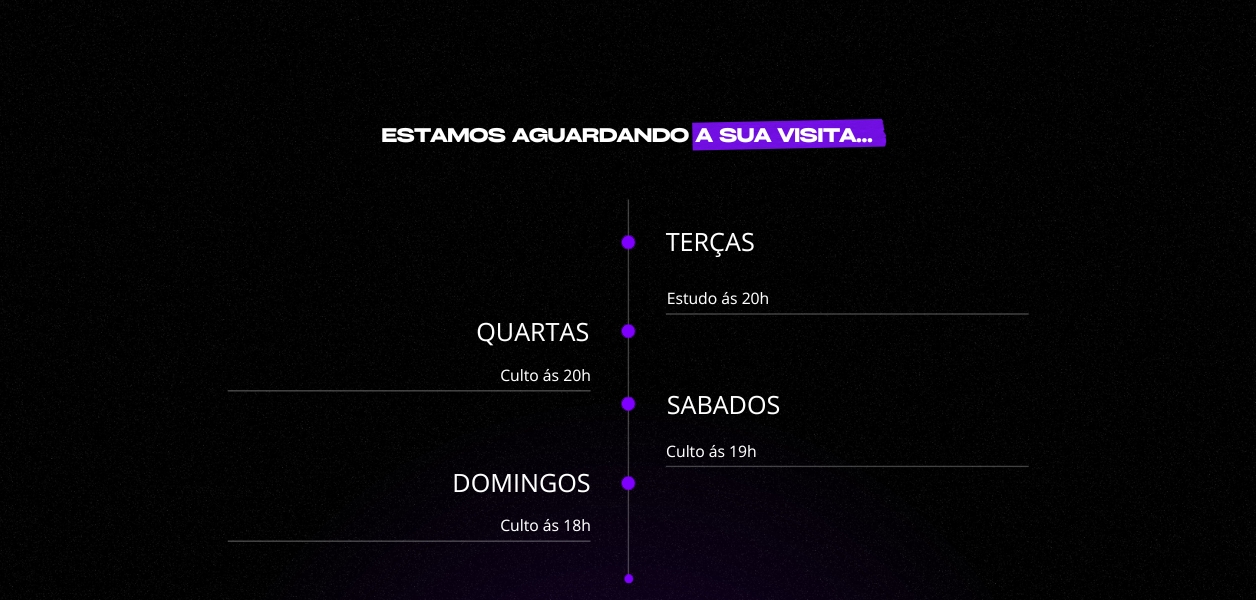 ESTAMOS AGUARDANDO A SUA VISITA...
TERÇAS
Estudo ás 20h
QUARTAS
Culto ás 20h
SABADOS
Culto ás 19h
DOMINGOS
Culto ás 18h